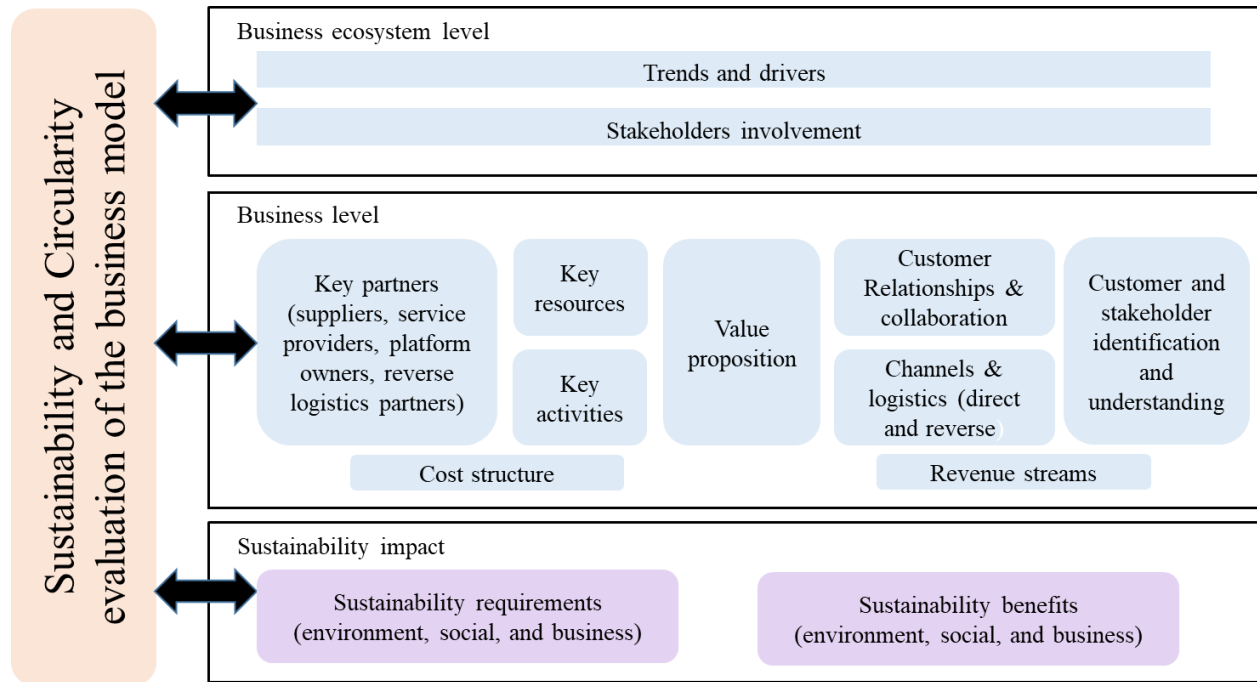 Sustainability and Circularity
evaluation of the business model
Business ecosystem level
Trends and drivers
Stakeholders involvement
Business level
Key partners
(suppliers, service
providers, platform
owners, reverse
logistics partners)
Key
resources
Key
activities
Value
proposition
Customer
Relationships &
collaboration
Channels &
logistics (direct
and reverse)
Customer and
stakeholder
identification
and
understanding
Cost structure
Revenue streams
Sustainability impact
Sustainability requirements
(environment, social, and business)
Sustainability benefits
(environment, social, and business)